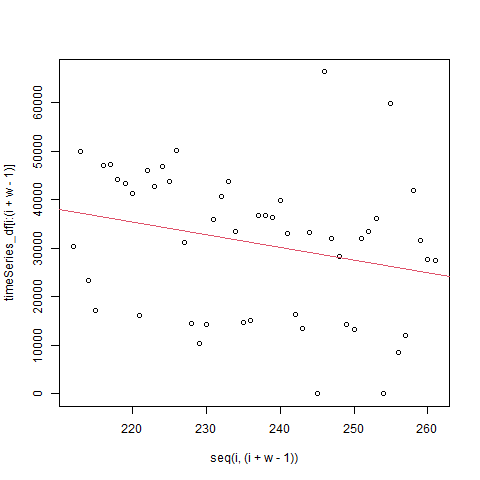 timeSeries_df[i:(i + w - 1)]
60000
50000
40000
30000
20000
10000
0
220 230 240 250 260
seq(i, (i + w - 1))